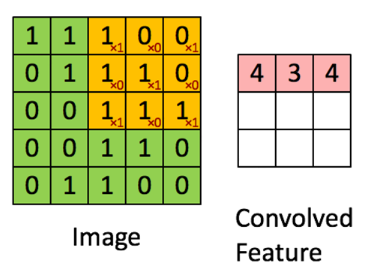 1 1 1×1 0×0 0×1
0 1 1×0 1×1 0×0 4 3 4
0 0 1×1 1×0 1×1
0 0 1 1 0
0 1 1 0 0
Image
Convolved
Feature